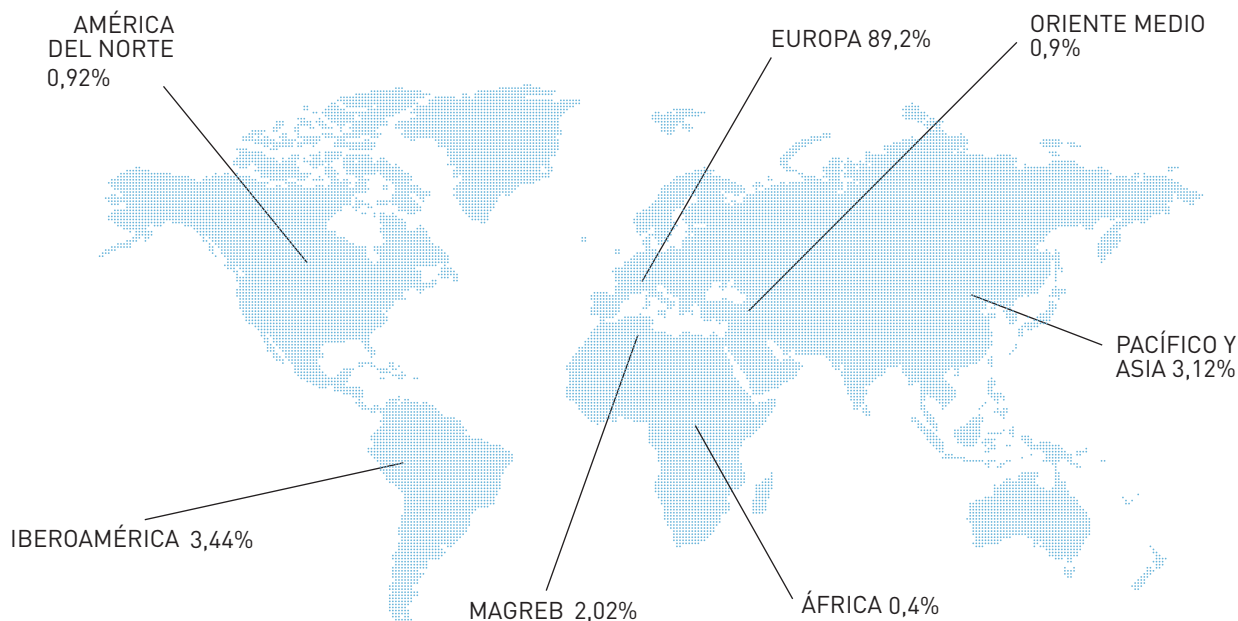 AMÉRICA
DEL NORTE
0,92%
EUROPA 89,2%
ORIENTE MEDIO
0,9%
PACÍFICO Y
ASIA 3,12%
IBEROAMÉRICA 3,44%
MAGREB 2,02%
ÁFRICA 0,4%